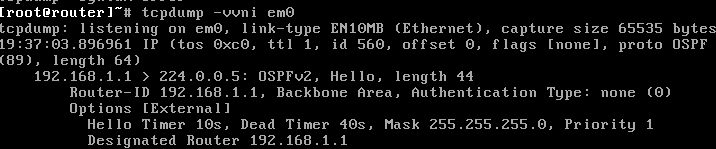 [root@router]~# tcpdump -vvni em0
tcpdump: listening on em0, link-type EN10MB (Ethernet), capture size 65535 bytes
19:37:03.896961 IP (tos 0xc0, ttl 1, id 560, offset 0, flags [none], proto OSPF
(89), length 64)
192.168.1.1 > 224.0.0.5: OSPFv2, Hello, length 44
Router-ID 192.168.1.1, Backbone Area, Authentication Type: none (0)
Options [External]
Hello Timer 10s, Dead Timer 40s, Mask 255.255.255.0, Priority 1
Designated Router 192.168.1.1